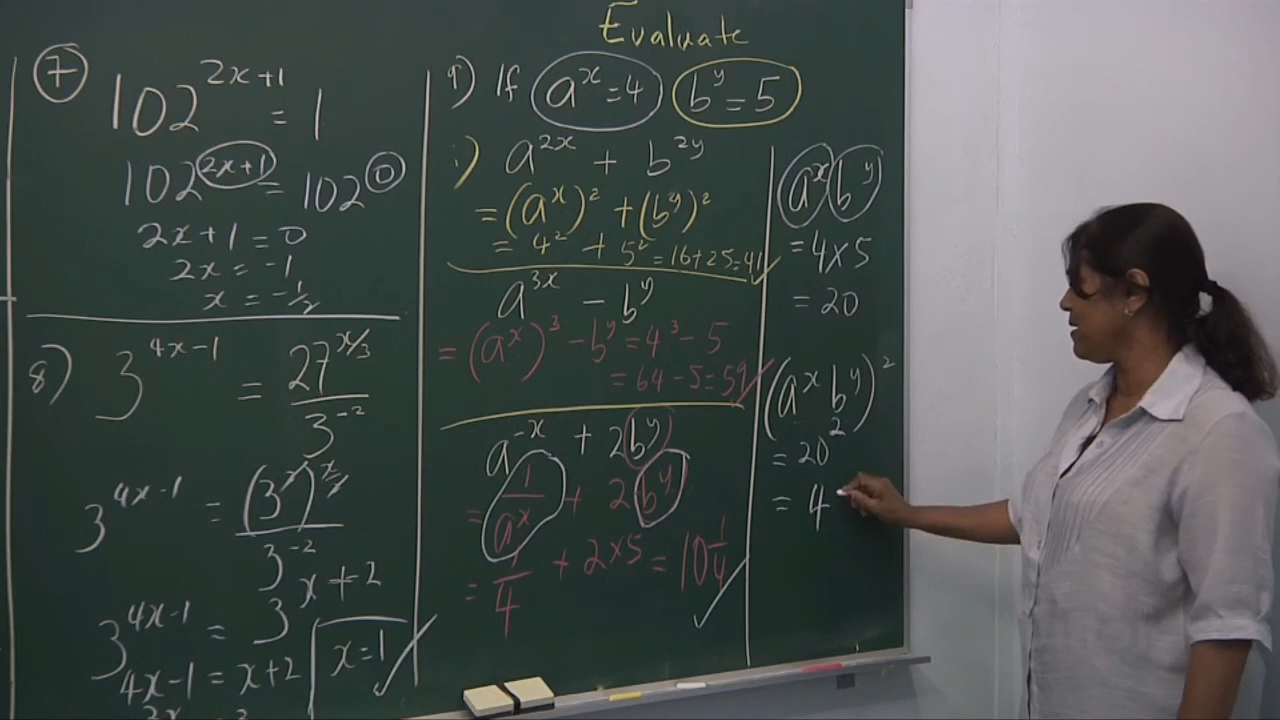 7
102^{2x+1} = 1
102^{2x+1} = 102^{0}
2x+1 = 0
2x = -1
x = -1/2
8) 3^{4x-1} = 27^{x/3} / 3^{-2}
3^{4x-1} = (3^{3})^{x/3} / 3^{-2}
3^{4x-1} = 3^{x+2}
4x-1 = x+2
x=1
Evaluate
9) If a^x = 4 b^y = 5
i) a^{2x} + b^{2y}
= (a^x)^2 + (b^y)^2
= 4^2 + 5^2 = 16+25=41
a^{3x} - b^y
= (a^x)^3 - b^y = 4^3 - 5
= 64-5=59
a^{-x} + 2b^y
= 1/a^x + 2b^y
= 1/4 + 2×5 = 10 1/4
a^x b^y
= 4×5
= 20
(a^x b^y)^2
= 20^2
= 4